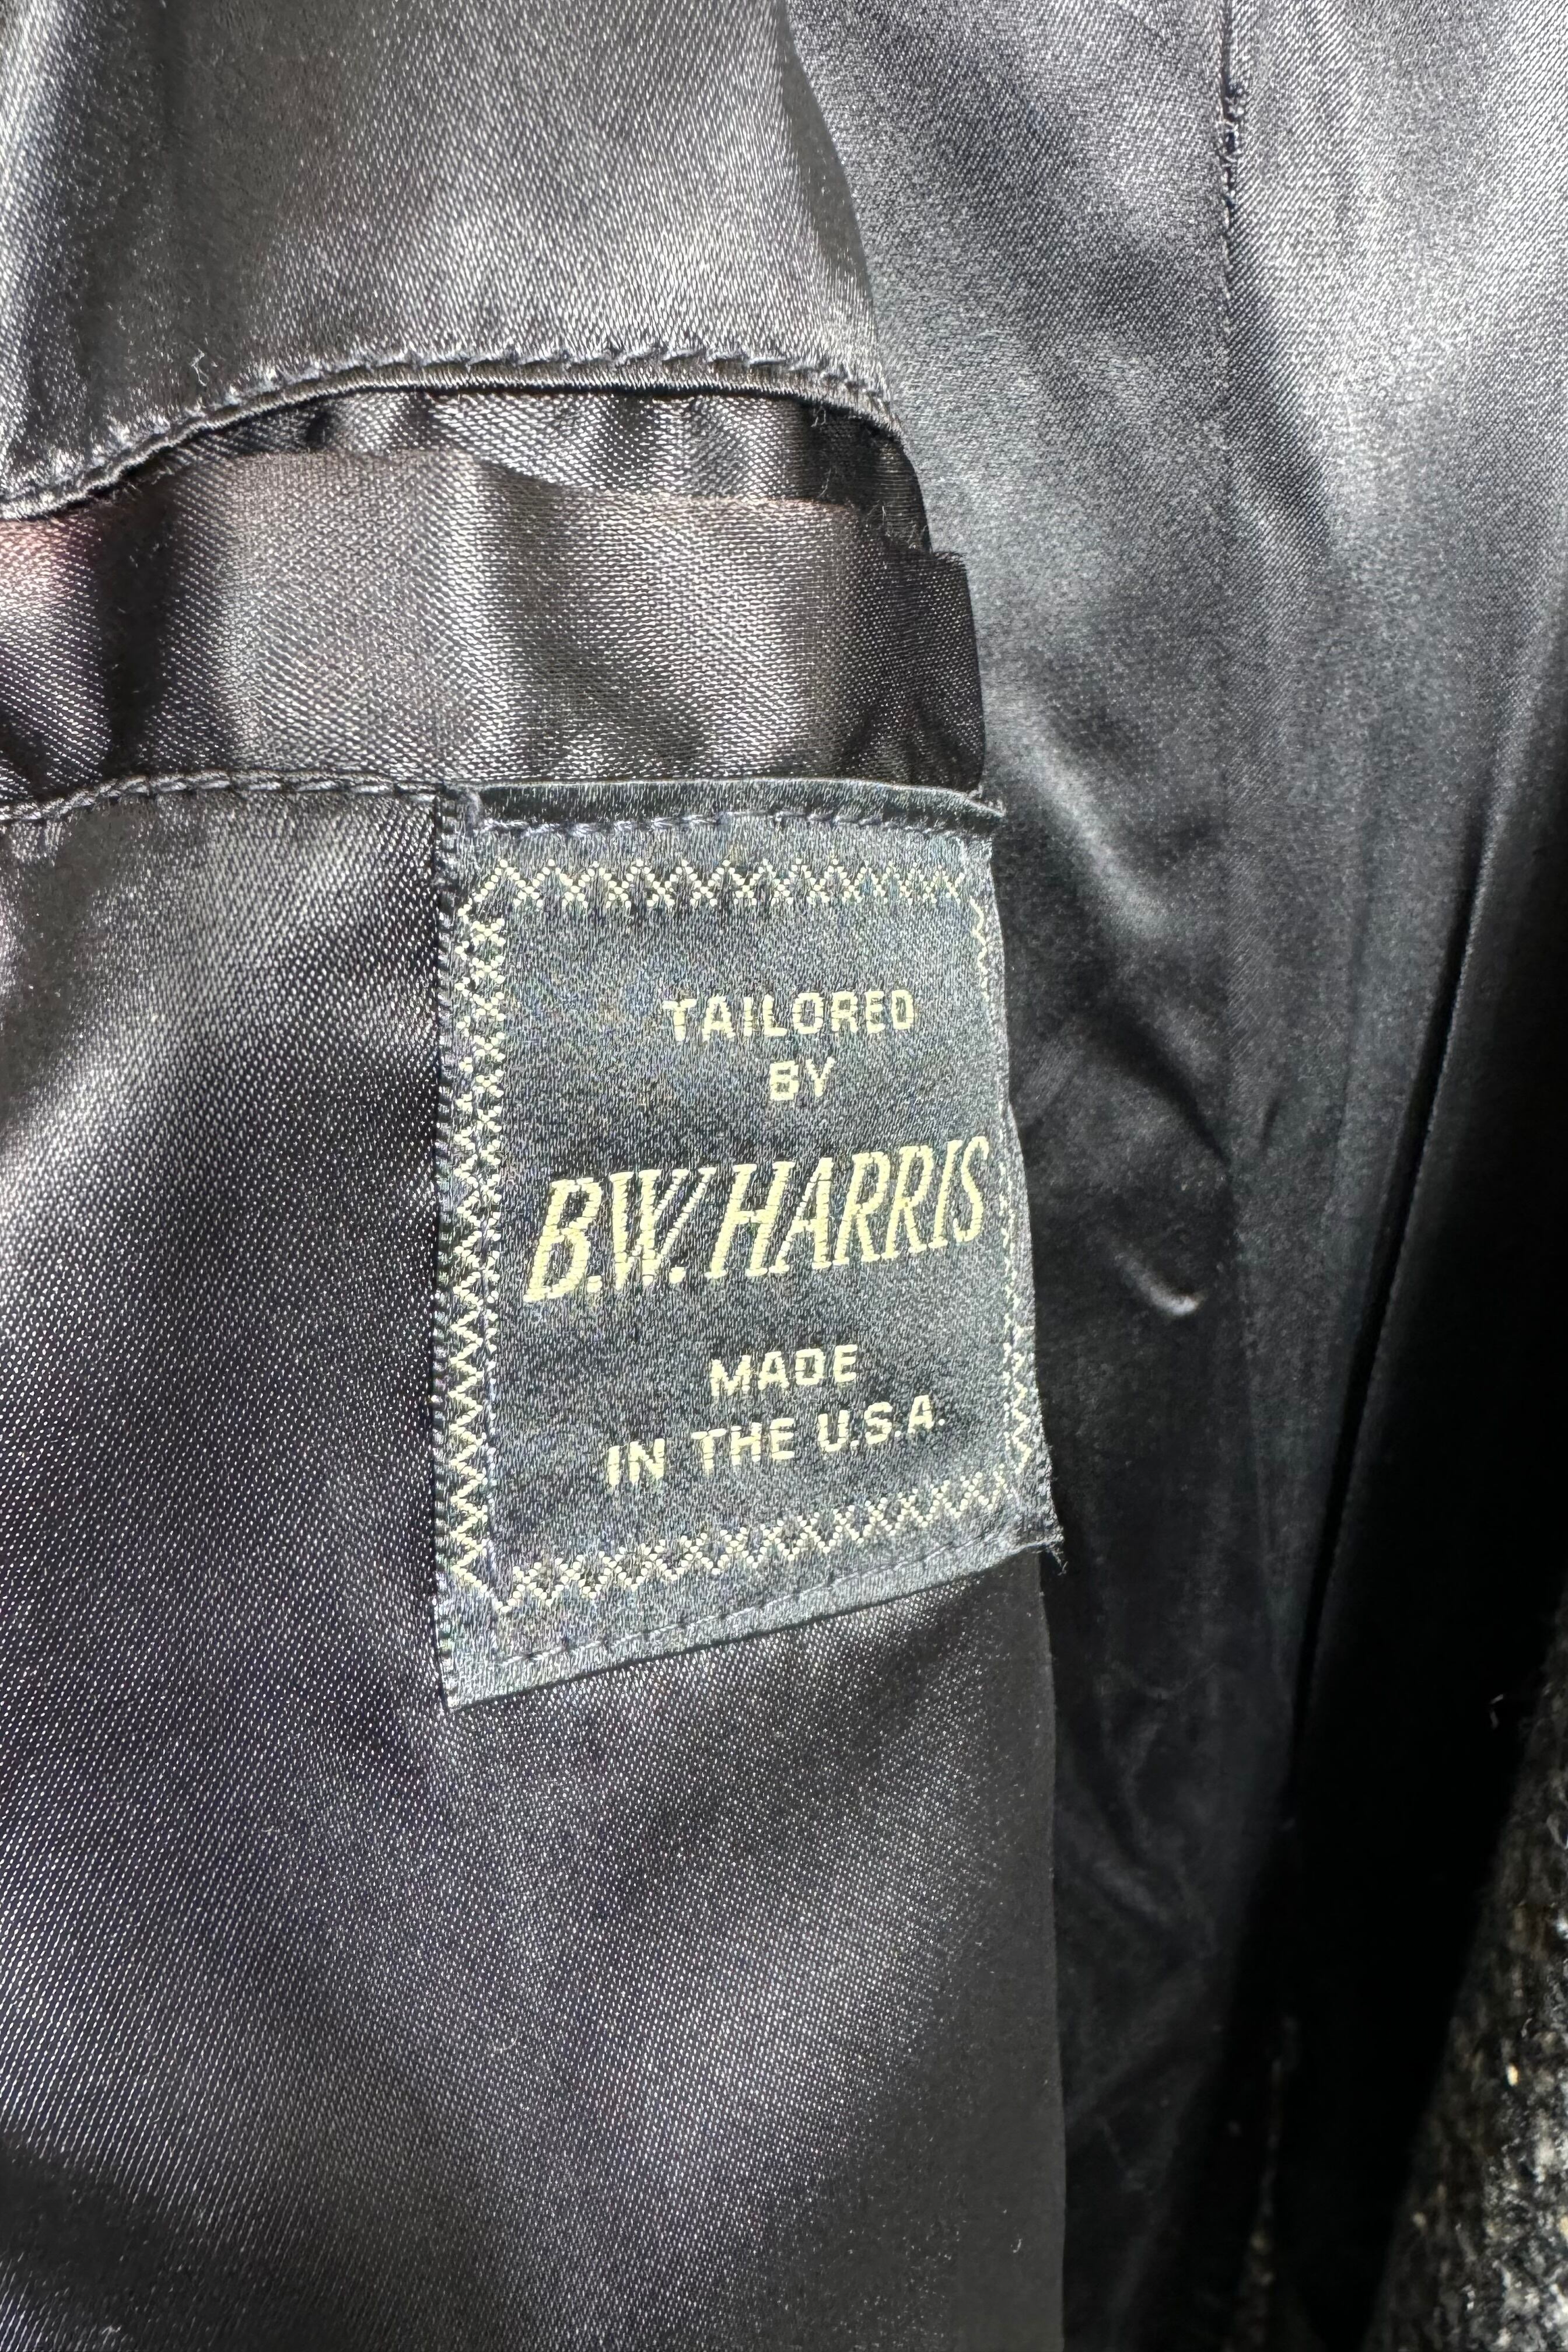 TAILORED
BY
B.W. HARRIS
MADE
IN THE U.S.A.